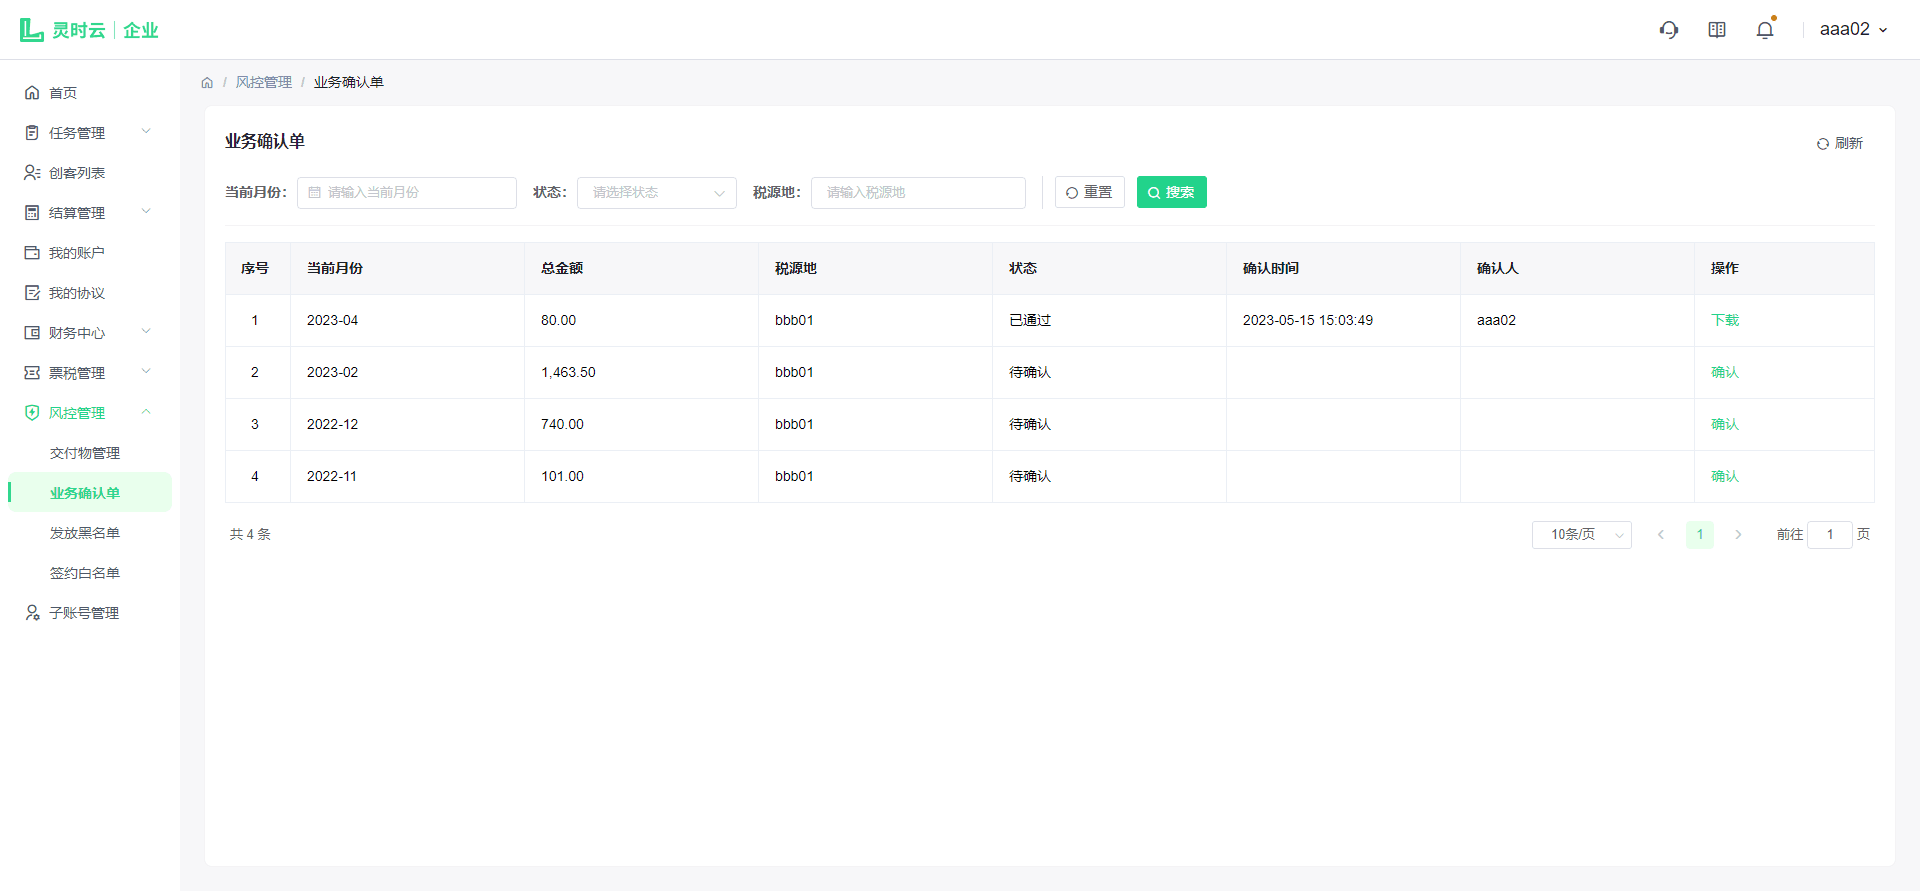 灵时云 | 企业
aaa02
首页
任务管理
创客列表
结算管理
我的账户
我的协议
财务中心
票税管理
风控管理
交付物管理
业务确认单
发放黑名单
签约白名单
子账号管理
/ 风控管理 / 业务确认单
业务确认单
刷新
当前月份： 请输入当前月份 状态： 请选择状态 税源地： 请输入税源地 重置 搜索
序号 当前月份 总金额 税源地 状态 确认时间 确认人 操作
1 2023-04 80.00 bbb01 已通过 2023-05-15 15:03:49 aaa02 下载
2 2023-02 1,463.50 bbb01 待确认 确认
3 2022-12 740.00 bbb01 待确认 确认
4 2022-11 101.00 bbb01 待确认 确认
共 4 条 10条/页 1 前往 1 页